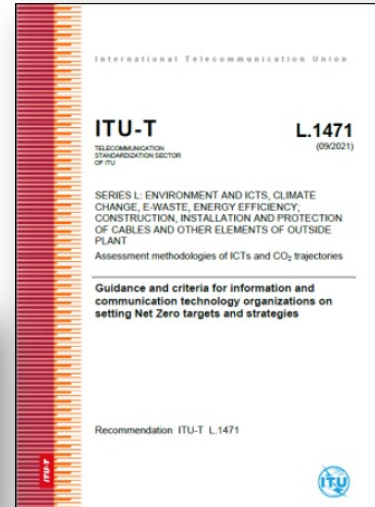 International Telecommunication Union
ITU-T
L.1471
TELECOMMUNICATION
STANDARDIZATION SECTOR
OF ITU
(09/2021)
SERIES L: ENVIRONMENT AND ICTS, CLIMATE
CHANGE, E-WASTE, ENERGY EFFICIENCY;
CONSTRUCTION, INSTALLATION AND PROTECTION
OF CABLES AND OTHER ELEMENTS OF OUTSIDE
PLANT
Assessment methodologies of ICTs and CO₂ trajectories
Guidance and criteria for information and
communication technology organizations on
setting Net Zero targets and strategies
Recommendation ITU-T L.1471
ITU-T
ITU